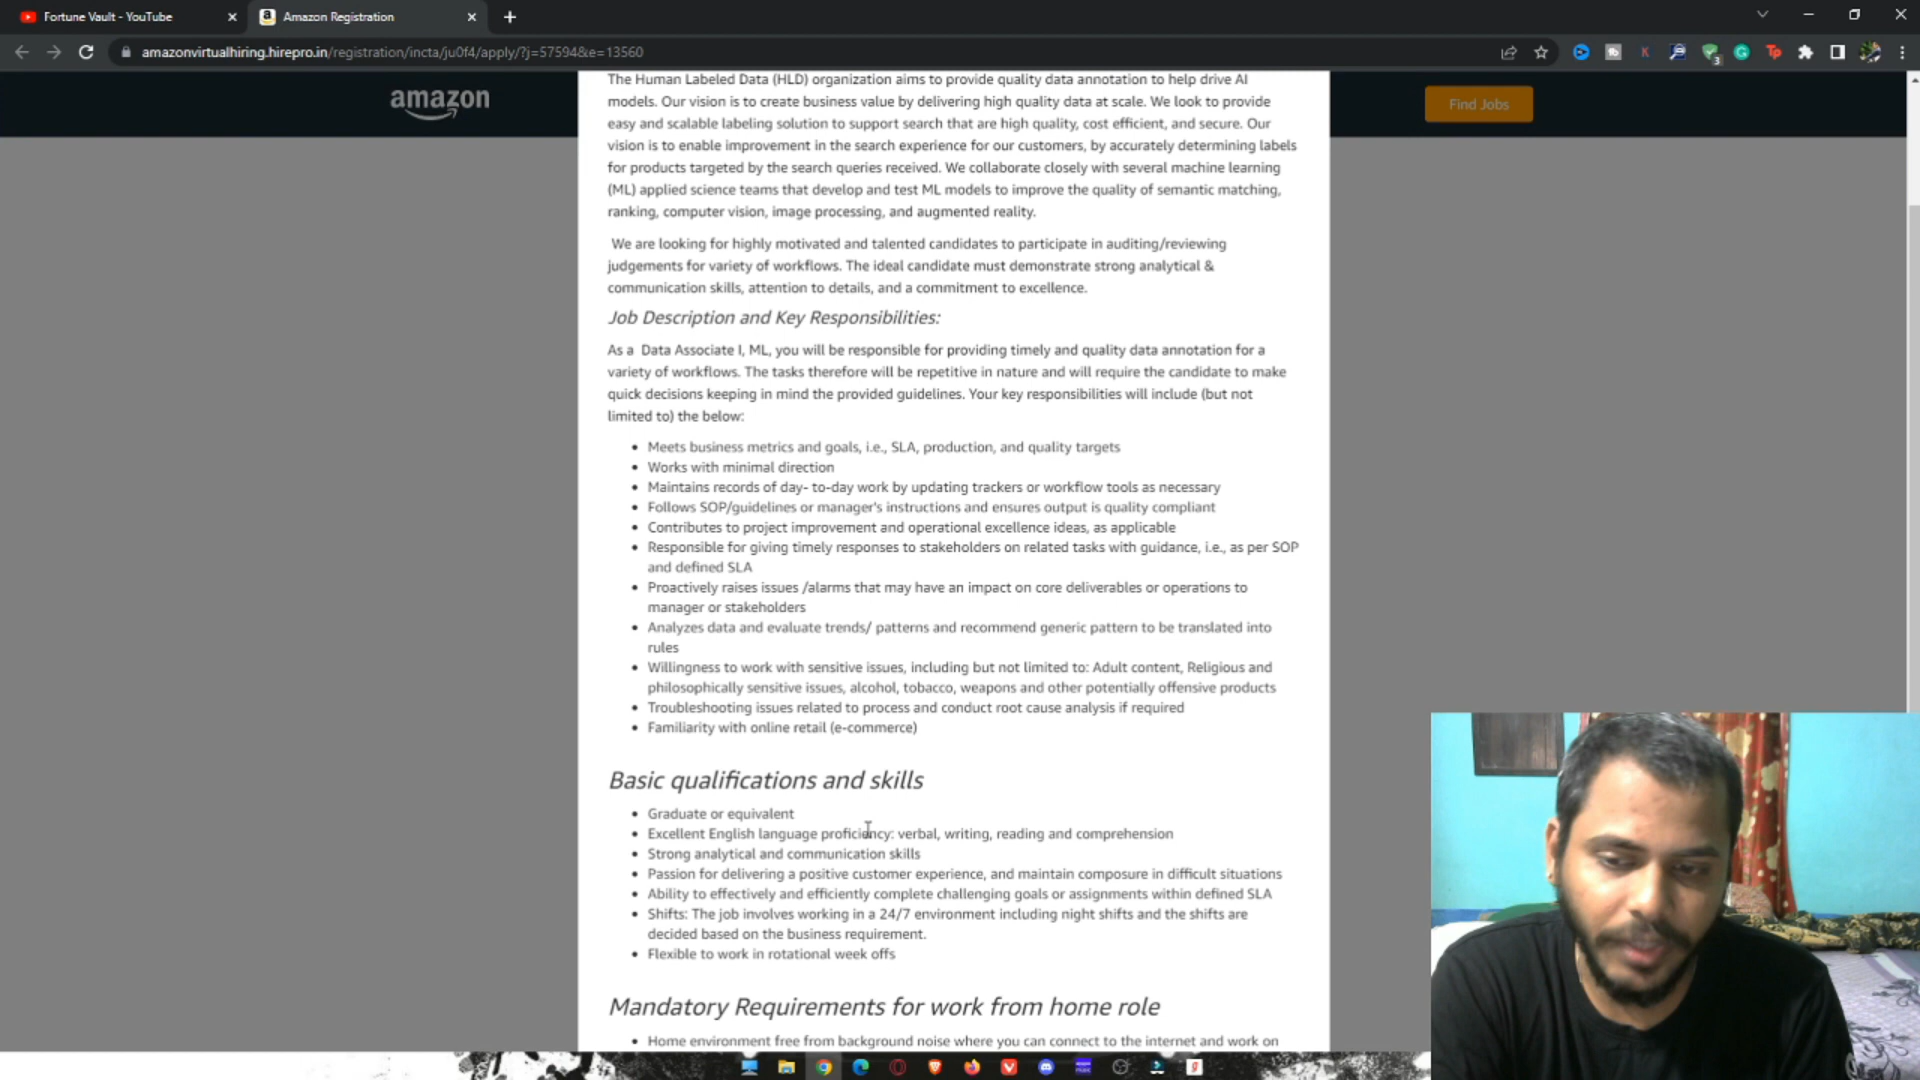 Fortune Vault - YouTube
Amazon Registration
amazonvirtualhiring.hirepro.in/registration/incta/ju0f4/apply/?j=57594&e=13560
amazon
Find Jobs
The Human Labeled Data (HLD) organization aims to provide quality data annotation to help drive AI
models. Our vision is to create business value by delivering high quality data at scale. We look to provide
easy and scalable labeling solution to support search that are high quality, cost efficient, and secure. Our
vision is to enable improvement in the search experience for our customers, by accurately determining labels
for products targeted by the search queries received. We collaborate closely with several machine learning
(ML) applied science teams that develop and test ML models to improve the quality of semantic matching,
ranking, computer vision, image processing, and augmented reality.
We are looking for highly motivated and talented candidates to participate in auditing/reviewing
judgements for variety of workflows. The ideal candidate must demonstrate strong analytical &
communication skills, attention to details, and a commitment to excellence.
Job Description and Key Responsibilities:
As a Data Associate I, ML, you will be responsible for providing timely and quality data annotation for a
variety of workflows. The tasks therefore will be repetitive in nature and will require the candidate to make
quick decisions keeping in mind the provided guidelines. Your key responsibilities will include (but not
limited to) the below:
• Meets business metrics and goals, i.e., SLA, production, and quality targets
• Works with minimal direction
• Maintains records of day- to-day work by updating trackers or workflow tools as necessary
• Follows SOP/guidelines or manager's instructions and ensures output is quality compliant
• Contributes to project improvement and operational excellence ideas, as applicable
• Responsible for giving timely responses to stakeholders on related tasks with guidance, i.e., as per SOP
and defined SLA
• Proactively raises issues /alarms that may have an impact on core deliverables or operations to
manager or stakeholders
• Analyzes data and evaluate trends/ patterns and recommend generic pattern to be translated into
rules
• Willingness to work with sensitive issues, including but not limited to: Adult content, Religious and
philosophically sensitive issues, alcohol, tobacco, weapons and other potentially offensive products
• Troubleshooting issues related to process and conduct root cause analysis if required
• Familiarity with online retail (e-commerce)
Basic qualifications and skills
• Graduate or equivalent
• Excellent English language proficiency: verbal, writing, reading and comprehension
• Strong analytical and communication skills
• Passion for delivering a positive customer experience, and maintain composure in difficult situations
• Ability to effectively and efficiently complete challenging goals or assignments within defined SLA
• Shifts: The job involves working in a 24/7 environment including night shifts and the shifts are
decided based on the business requirement.
• Flexible to work in rotational week offs
Mandatory Requirements for work from home role
• Home environment free from background noise where you can connect to the internet and work on